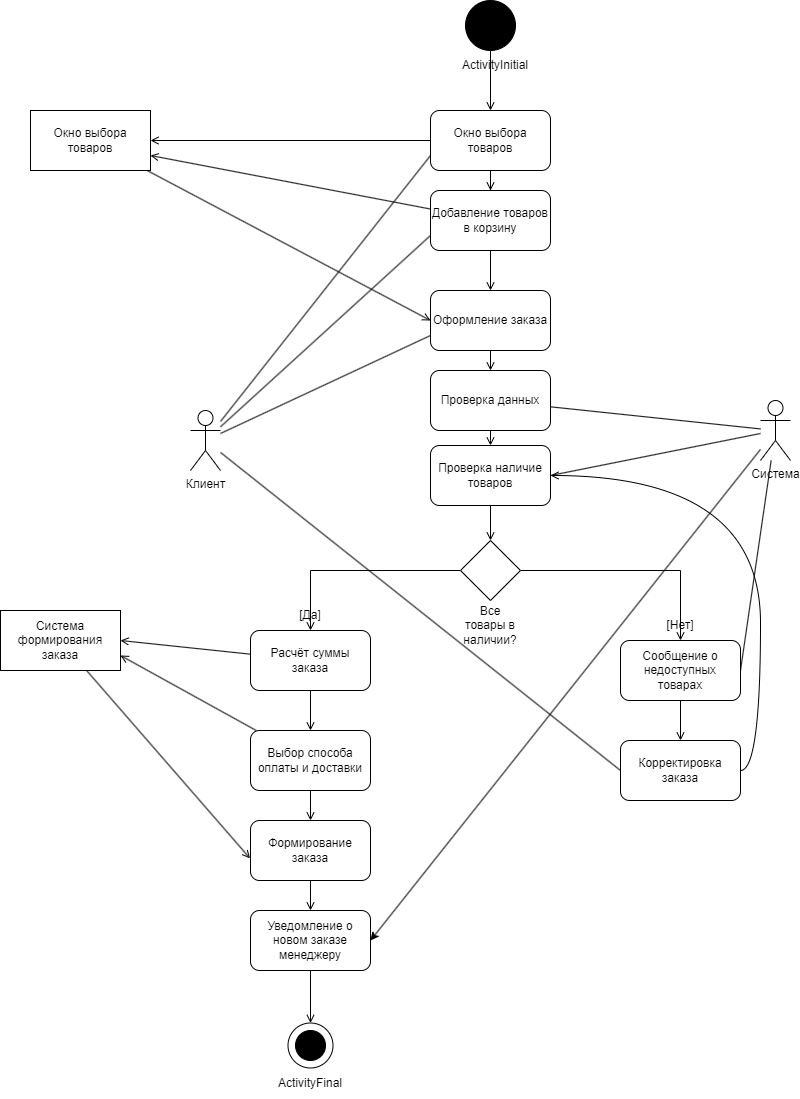 ActivityInitial
Окно выбора
товаров
Окно выбора
товаров
Добавление товаров
в корзину
Оформление заказа
Проверка данных
Проверка наличие
товаров
Клиент
Система
Все
товары в
наличии?
[Да]
[Нет]
Система
формирования
заказа
Расчёт суммы
заказа
Сообщение о
недоступных
товарах
Выбор способа
оплаты и доставки
Корректировка
заказа
Формирование
заказа
Уведомление о
новом заказе
менеджеру
ActivityFinal